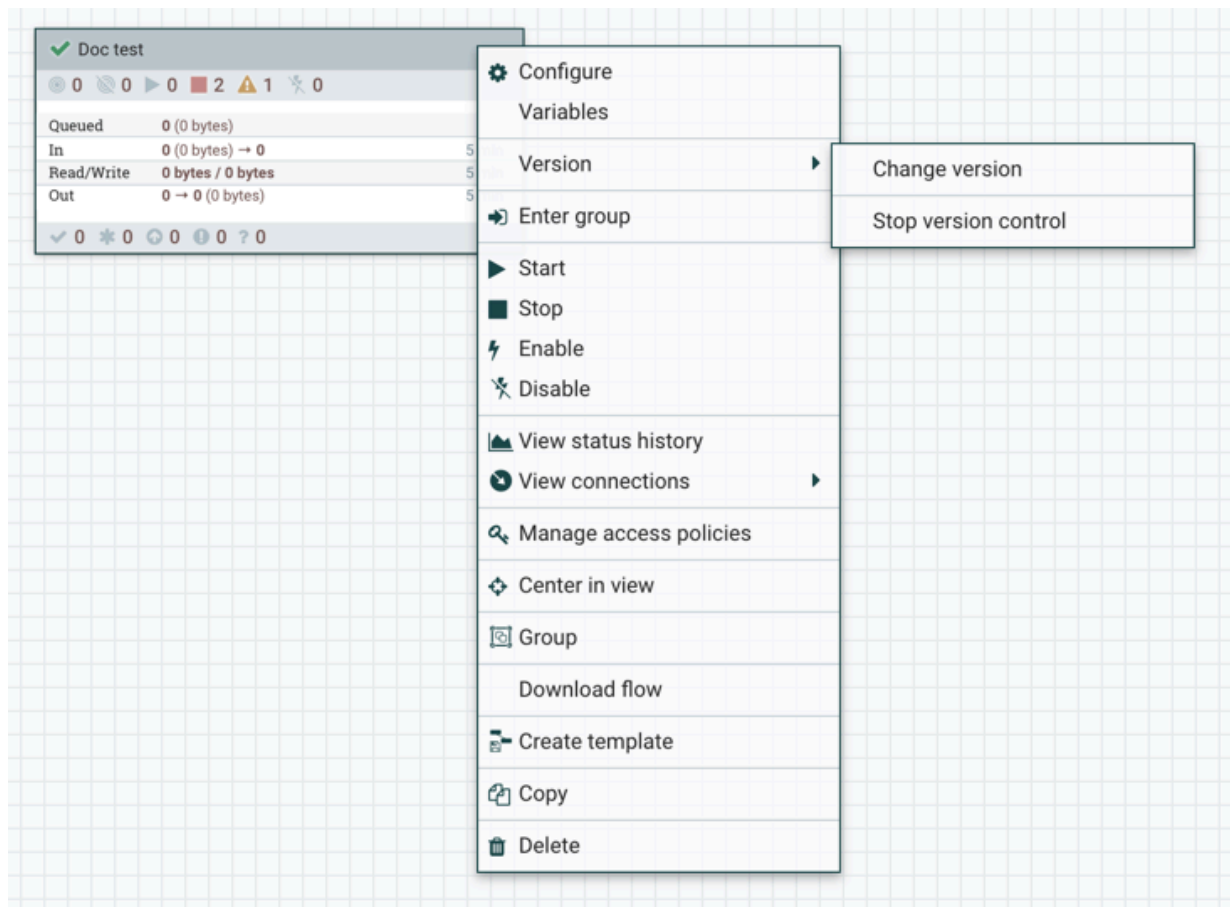 Doc test
0 0 0 2 1 0
Queued 0 (0 bytes)
In 0 (0 bytes) → 0 5
Read/Write 0 bytes / 0 bytes 5
Out 0 → 0 (0 bytes) 5
0 0 0 0 ? 0
Configure
Variables
Version
Change version
Stop version control
Enter group
Start
Stop
Enable
Disable
View status history
View connections
Manage access policies
Center in view
Group
Download flow
Create template
Copy
Delete